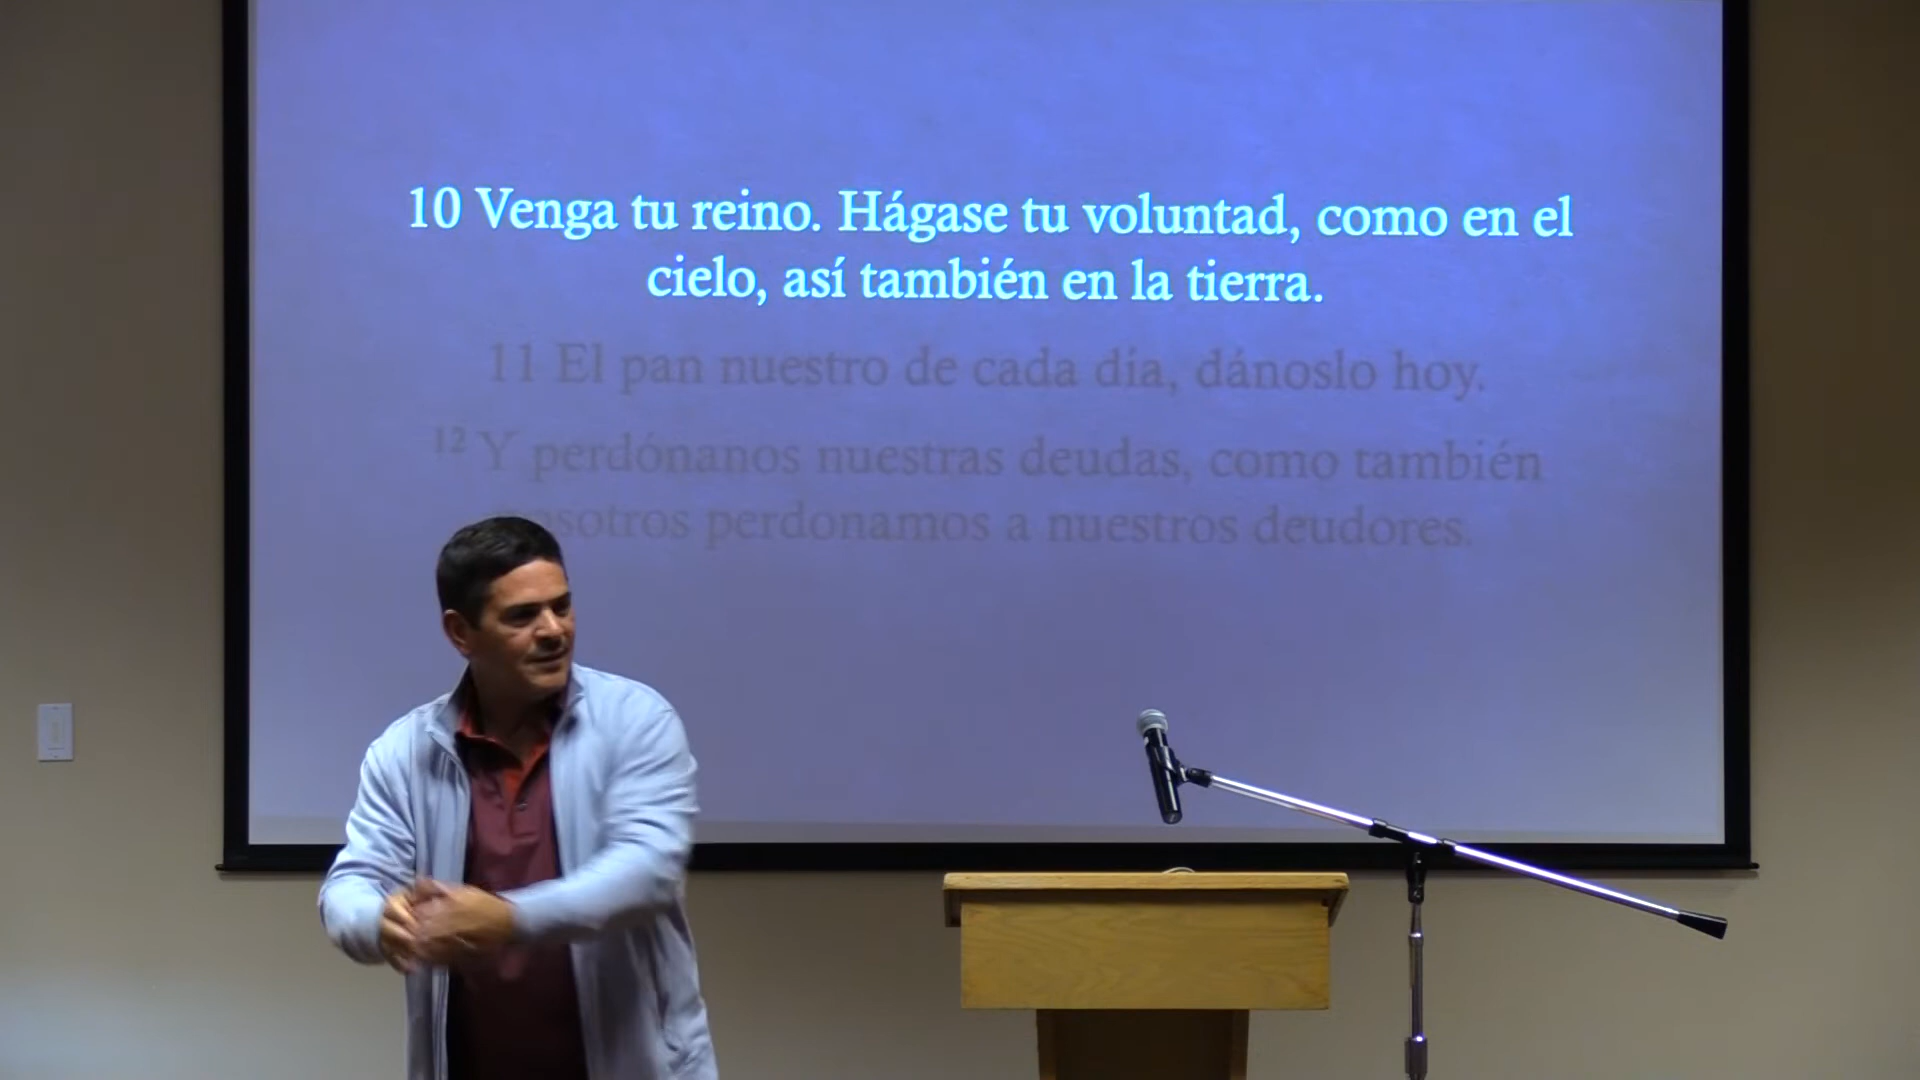 10 Venga tu reino. Hágase tu voluntad, como en el
cielo, así también en la tierra.
11 El pan nuestro de cada día, dánoslo hoy.
12 Y perdónanos nuestras deudas, como también
perdonamos a nuestros deudores.